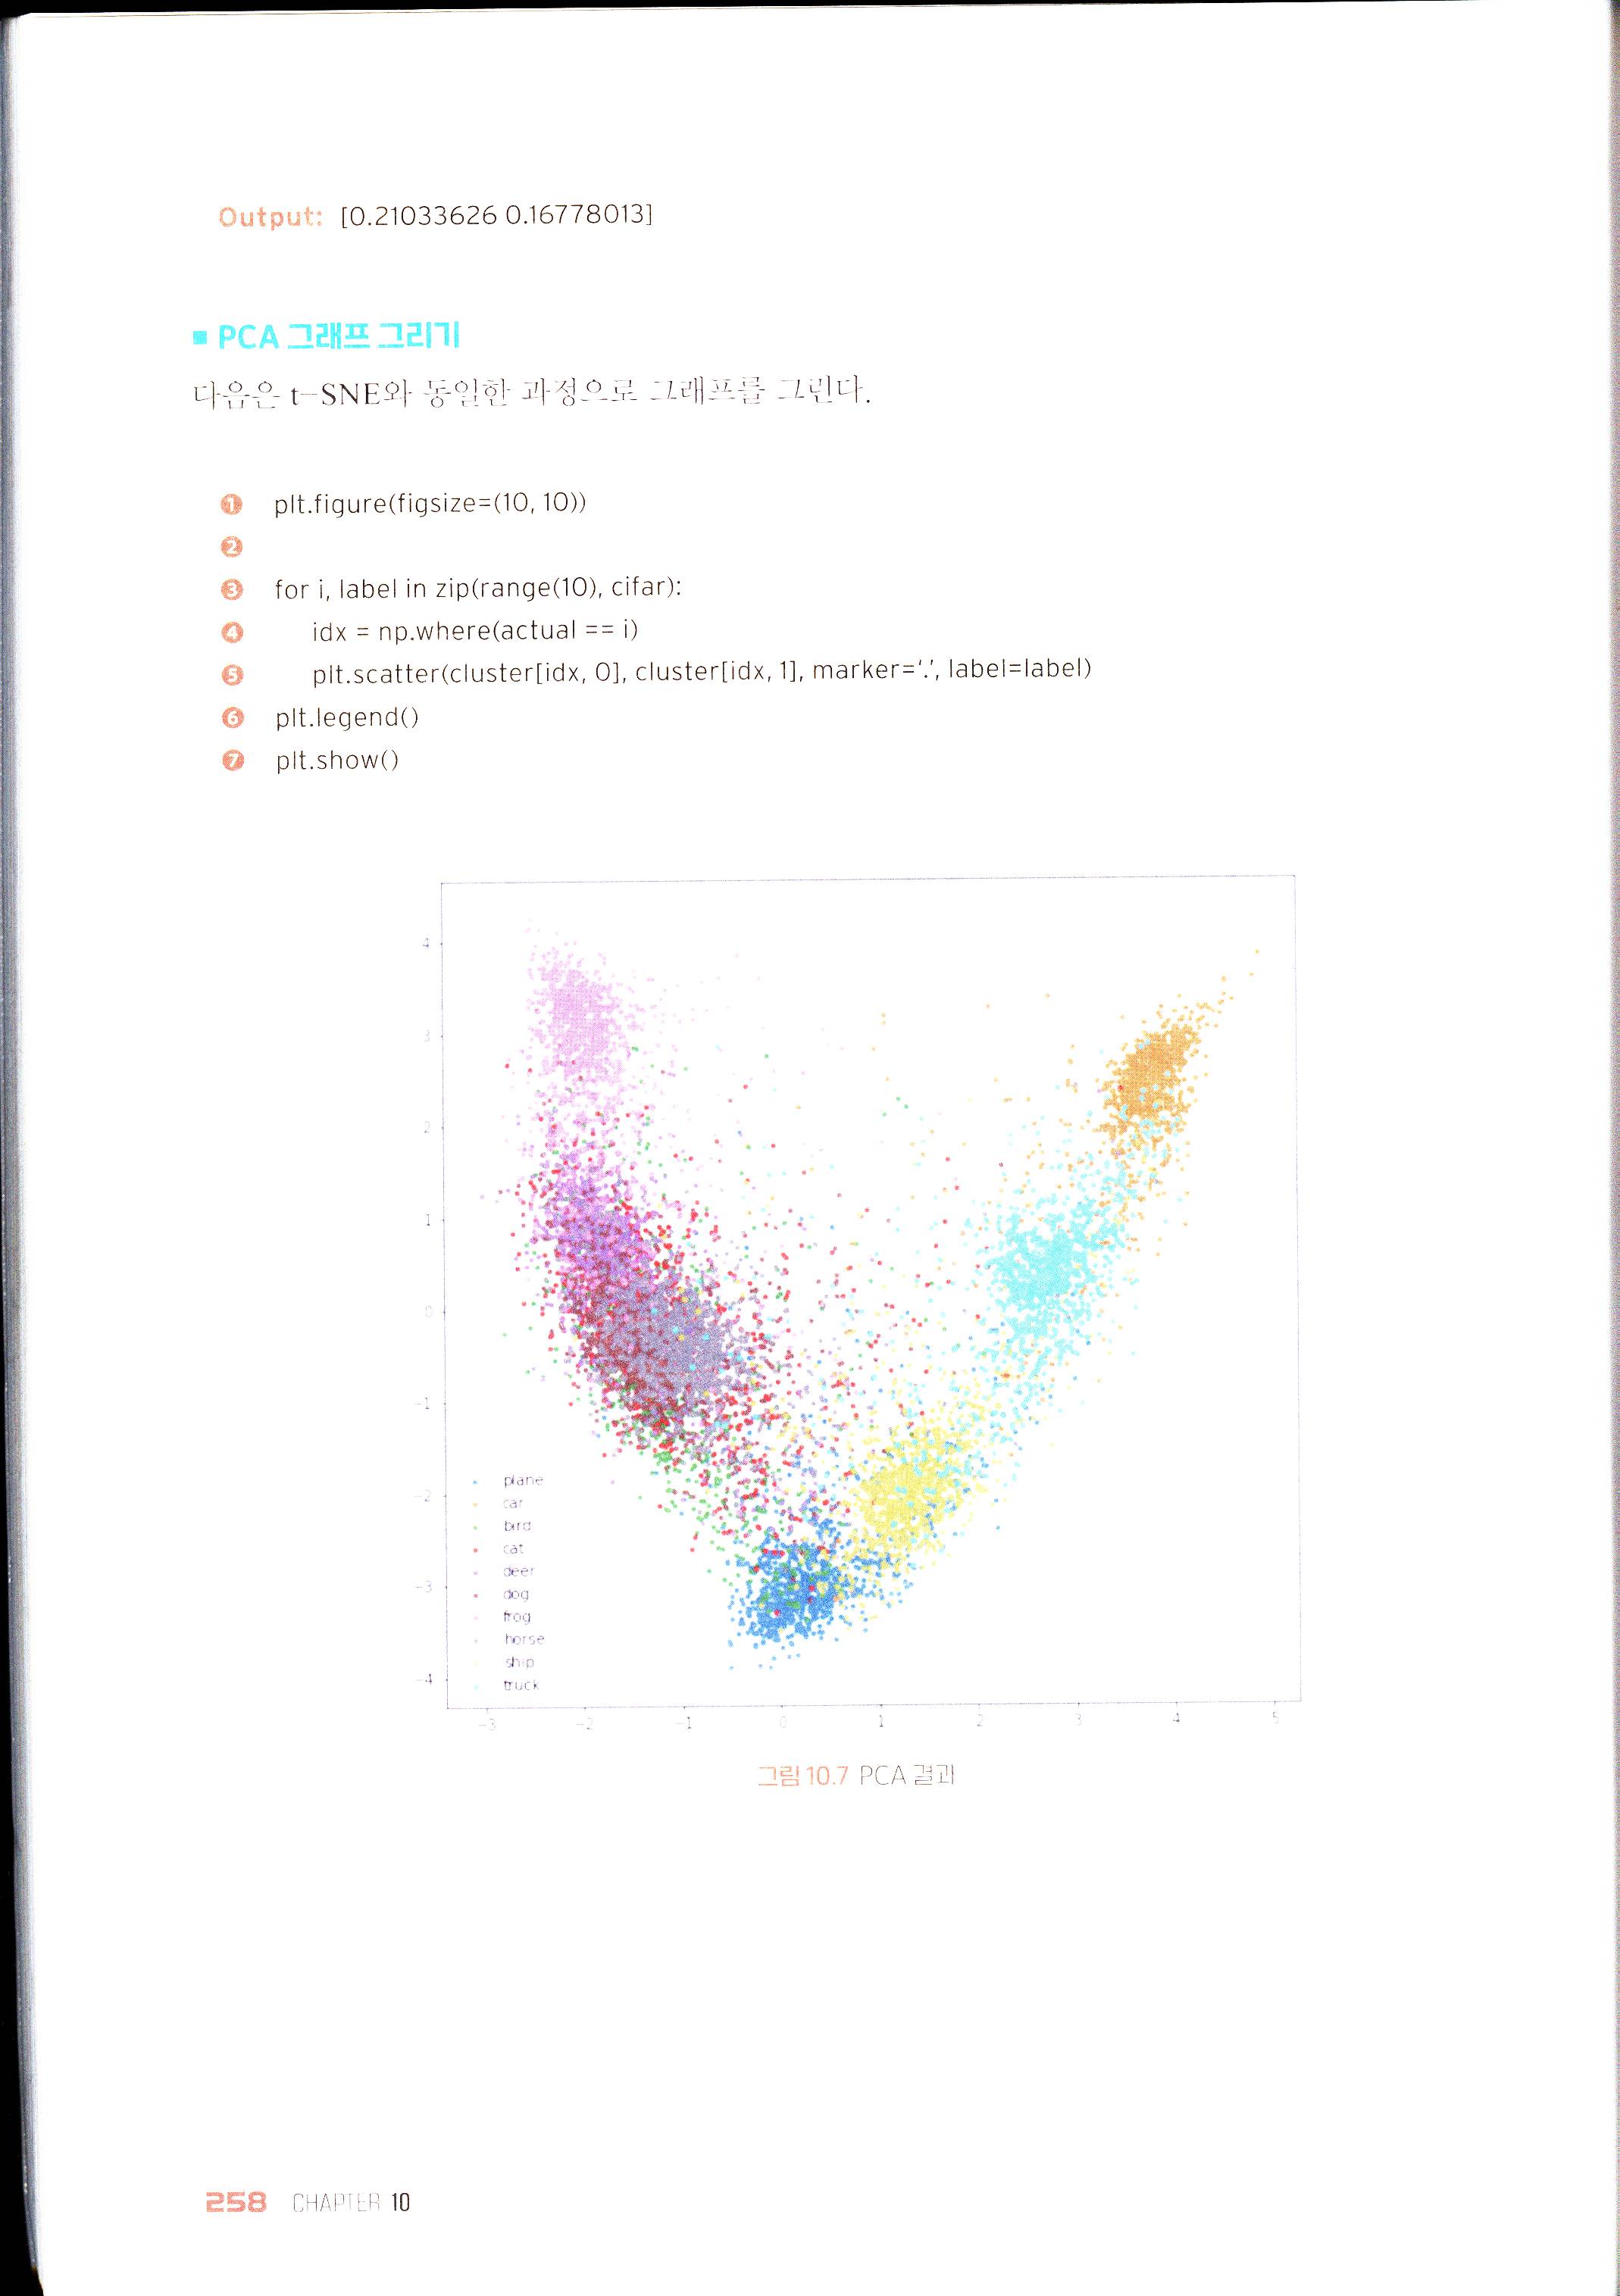 Output: [0.21033626 0.16778013]
■ PCA 그래프 그리기
다음은 t-SNE와 동일한 과정으로 그래프를 그린다.
1 plt.figure(figsize=(10, 10))
2
3 for i, label in zip(range(10), cifar):
4 idx = np.where(actual == i)
5 plt.scatter(cluster[idx, 0], cluster[idx, 1], marker='.', label=label)
6 plt.legend()
7 plt.show()
4
3
2
1
0
-1
-2
-3
-4
plane
car
bird
cat
deer
dog
frog
horse
ship
truck
-3 -2 -1 0 1 2 3 4 5
그림 10.7 PCA 결과
258 CHAPTER 10